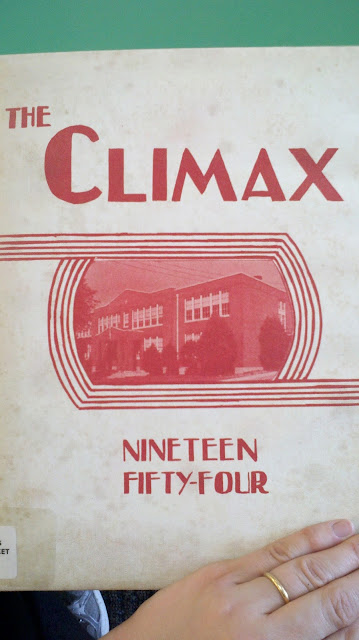 THE
CLIMAX
NINETEEN
FIFTY-FOUR